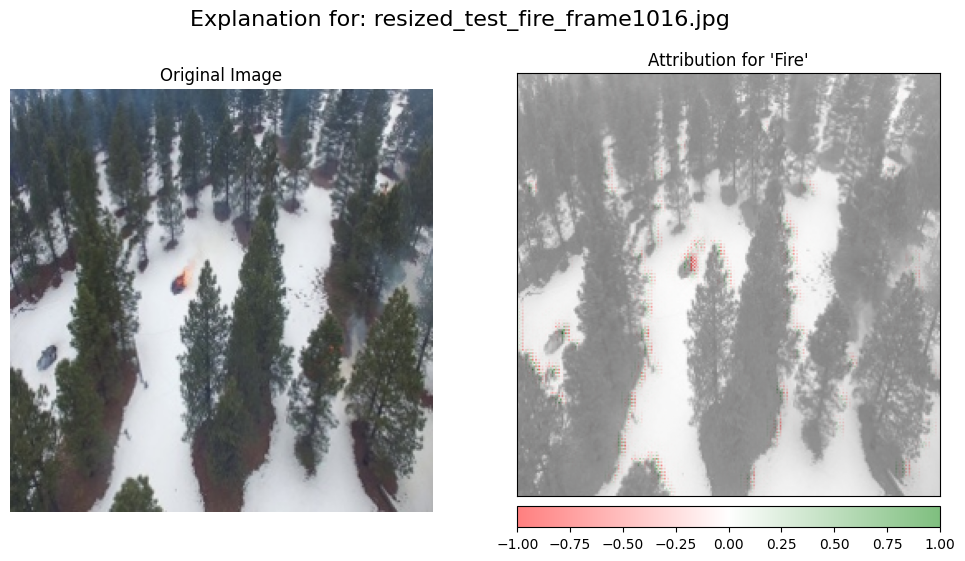 Explanation for: resized_test_fire_frame1016.jpg
Original Image
Attribution for 'Fire'
−1.00 −0.75 −0.50 −0.25 0.00 0.25 0.50 0.75 1.00